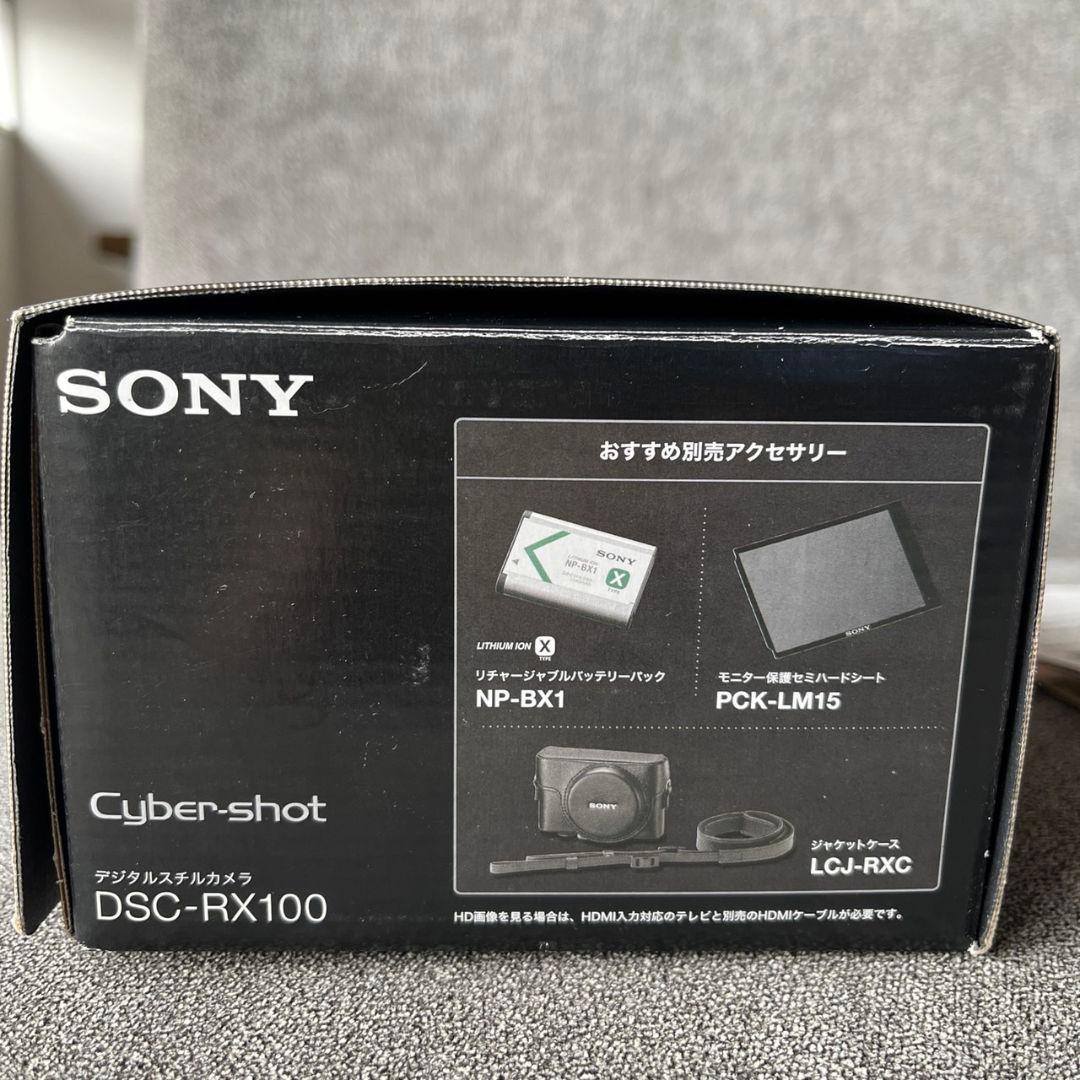 SONY
おすすめ別売アクセサリー
SONY
LITHIUM ION
NP-BX1
X
TYPE
SONY
LITHIUM ION X
TYPE
リチャージャブルバッテリーパック
NP-BX1
モニター保護セミハードシート
PCK-LM15
SONY
ジャケットケース
LCJ-RXC
Cyber-shot
デジタルスチルカメラ
DSC-RX100
HD画像を見る場合は、HDMI入力対応のテレビと別売のHDMIケーブルが必要です。